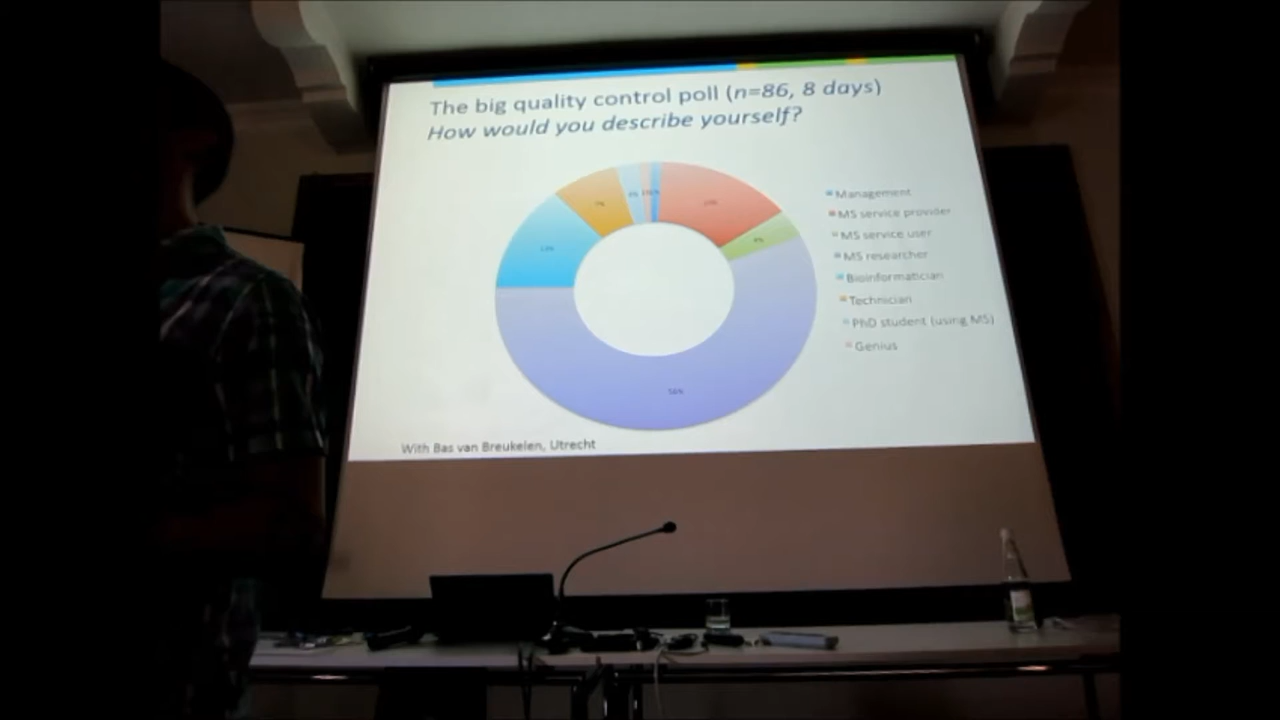 The big quality control poll (n=86, 8 days)
How would you describe yourself?
Management
MS service provider
MS service user
MS researcher
Bioinformatician
Technician
PhD student (using MS)
Genius
With Bas van Breukelen, Utrecht